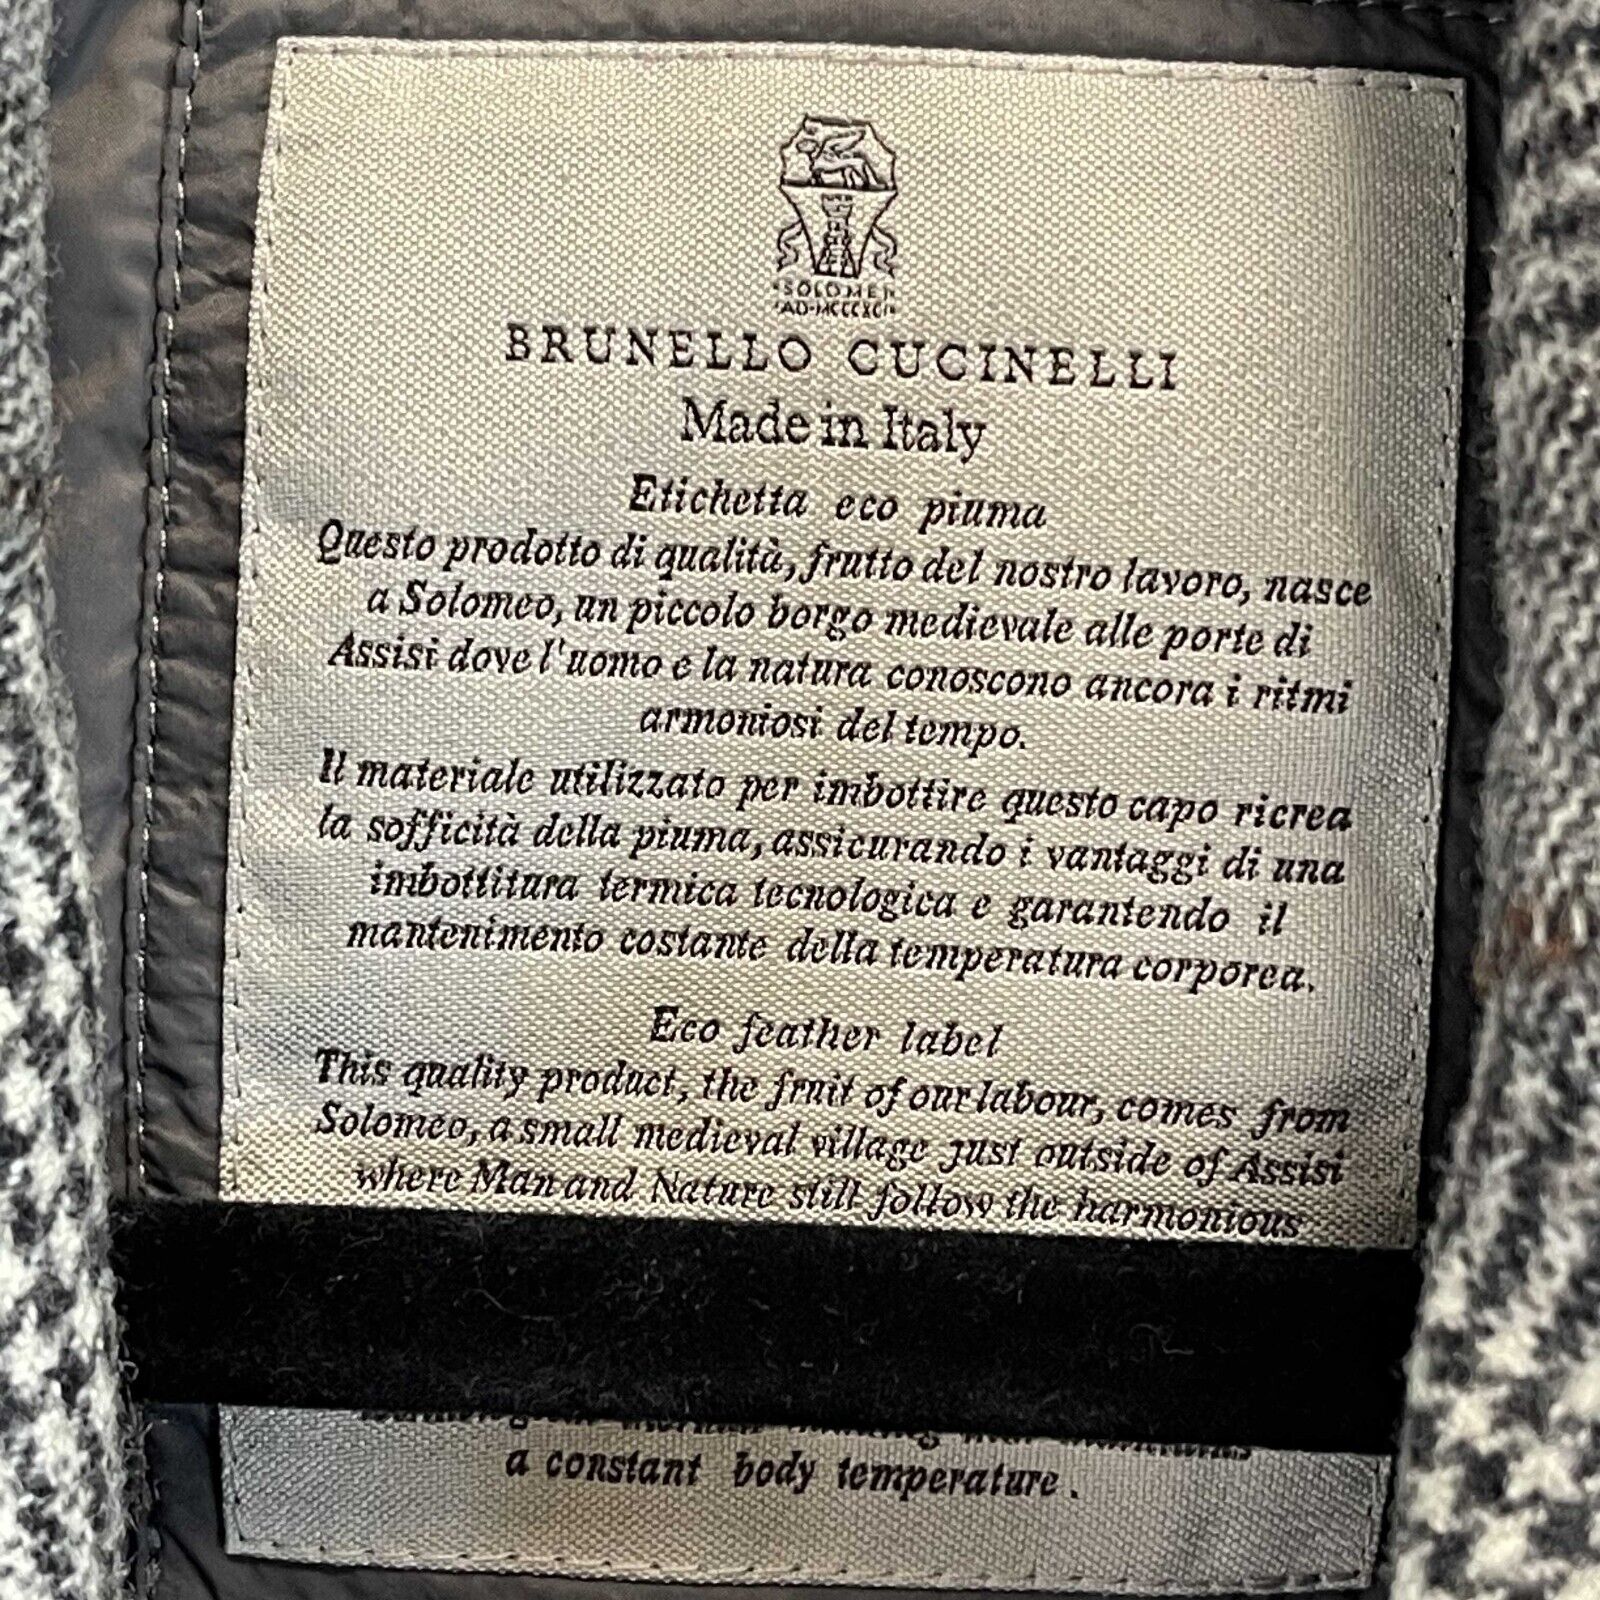 SOLOMEI
BRUNELLO CUCINELLI
Made in Italy
Etichetta eco piuma
Questo prodotto di qualità, frutto del nostro lavoro, nasce
a Solomeo, un piccolo borgo medievale alle porte di
Assisi dove l'uomo e la natura conoscono ancora i ritmi
armoniosi del tempo.
Il materiale utilizzato per imbottire questo capo ricrea
la sofficità della piuma, assicurando i vantaggi di una
imbottitura termica tecnologica e garantendo il
mantenimento costante della temperatura corporea.
Eco feather label
This quality product, the fruit of our labour, comes from
Solomeo, a small medieval village just outside of Assisi
where Man and Nature still follow the harmonious
a constant body temperature.